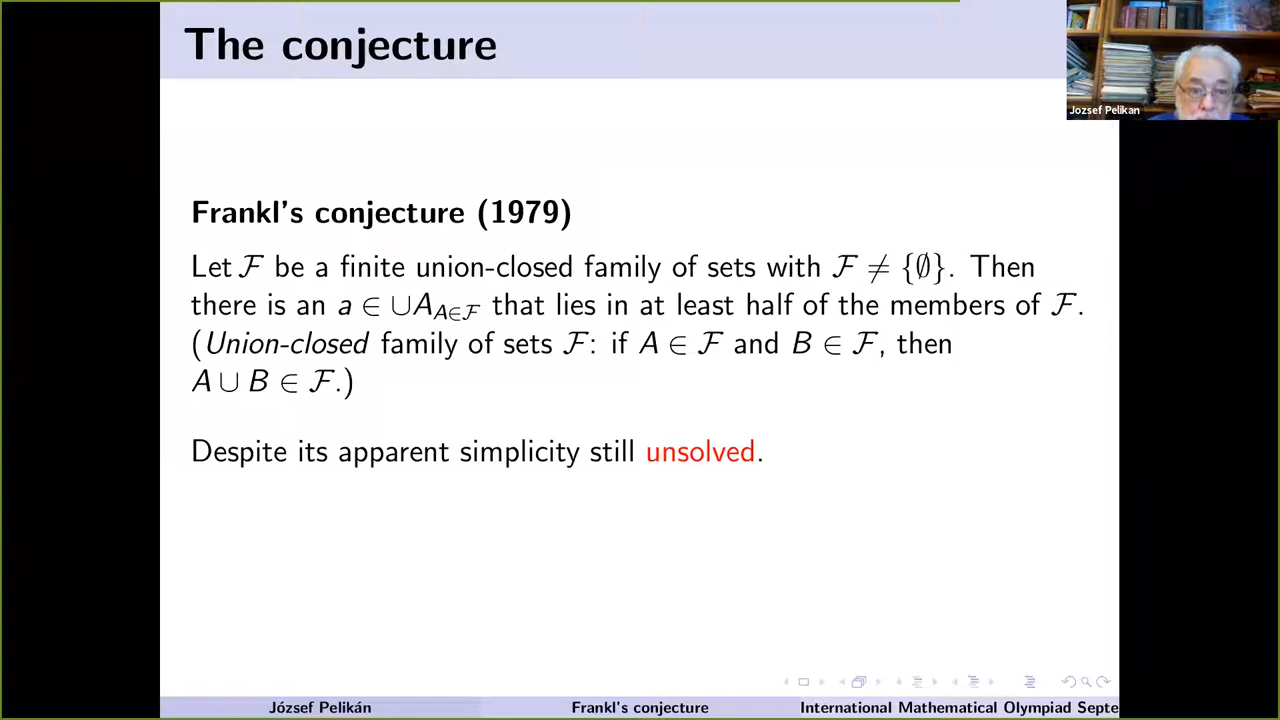 The conjecture
Jozsef Pelikan
Frankl's conjecture (1979)
Let ℱ be a finite union-closed family of sets with ℱ ≠ {∅}. Then
there is an a ∈ ∪A_{A∈ℱ} that lies in at least half of the members of ℱ.
(Union-closed family of sets ℱ: if A ∈ ℱ and B ∈ ℱ, then
A ∪ B ∈ ℱ.)
Despite its apparent simplicity still unsolved.
József Pelikán
Frankl's conjecture
International Mathematical Olympiad Septe